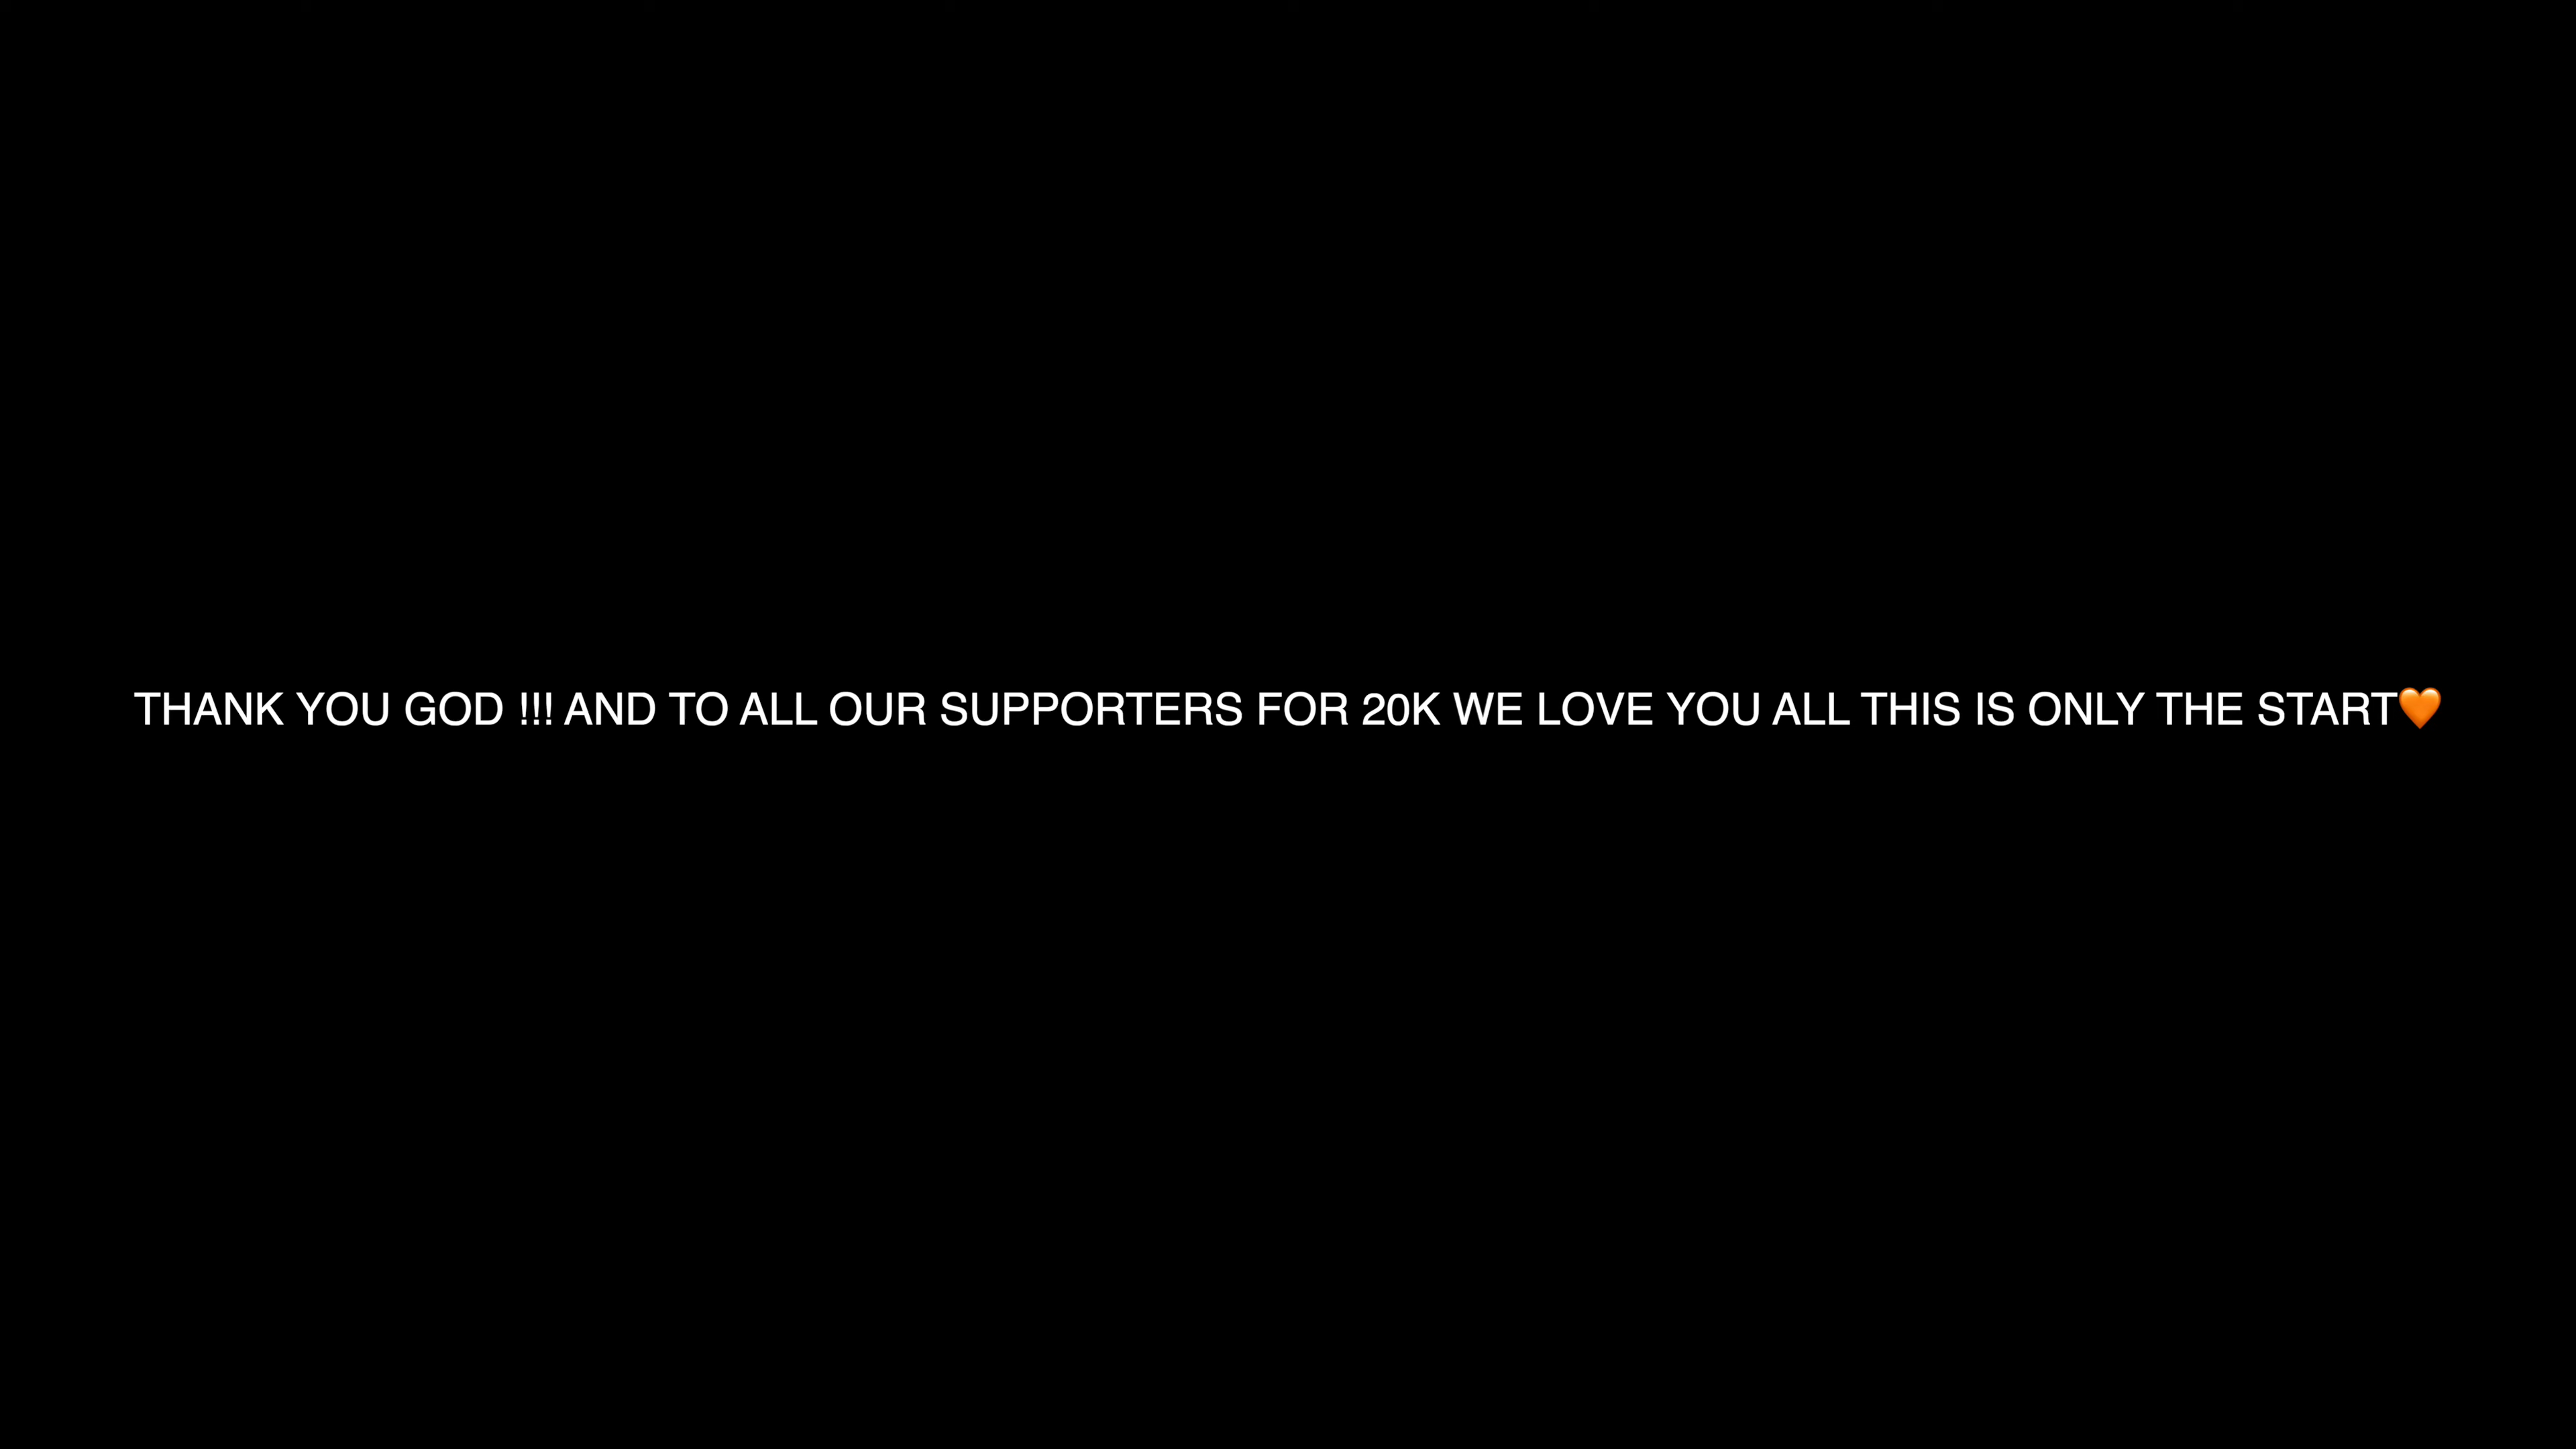 THANK YOU GOD !!! AND TO ALL OUR SUPPORTERS FOR 20K WE LOVE YOU ALL THIS IS ONLY THE START🧡